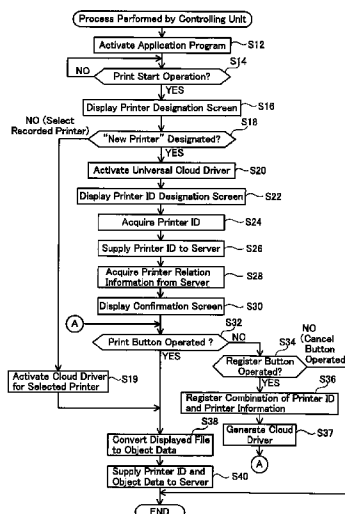 Process Performed by Controlling Unit
Activate Application Program
S12
S14
NO
Print Start Operation?
YES
Display Printer Designation Screen
S16
NO (Select
Recorded Printer)
S18
"New Printer" Designated?
YES
Activate Universal Cloud Driver
S20
Display Printer ID Designation Screen
S22
Acquire Printer ID
S24
Supply Printer ID to Server
S26
Acquire Printer Relation
Information from Server
S28
Display Confirmation Screen
S30
A
S32
Print Button Operated ?
NO
S34
NO
(Cancel
Button
Operated)
YES
Register Button
Operated?
S36
YES
Activate Cloud Driver
for Selected Printer
S19
Register Combination of Printer ID
and Printer Information
S38
Generate Cloud
Driver
S37
Convert Displayed File
to Object Data
A
Supply Printer ID and
Object Data to Server
S40
END